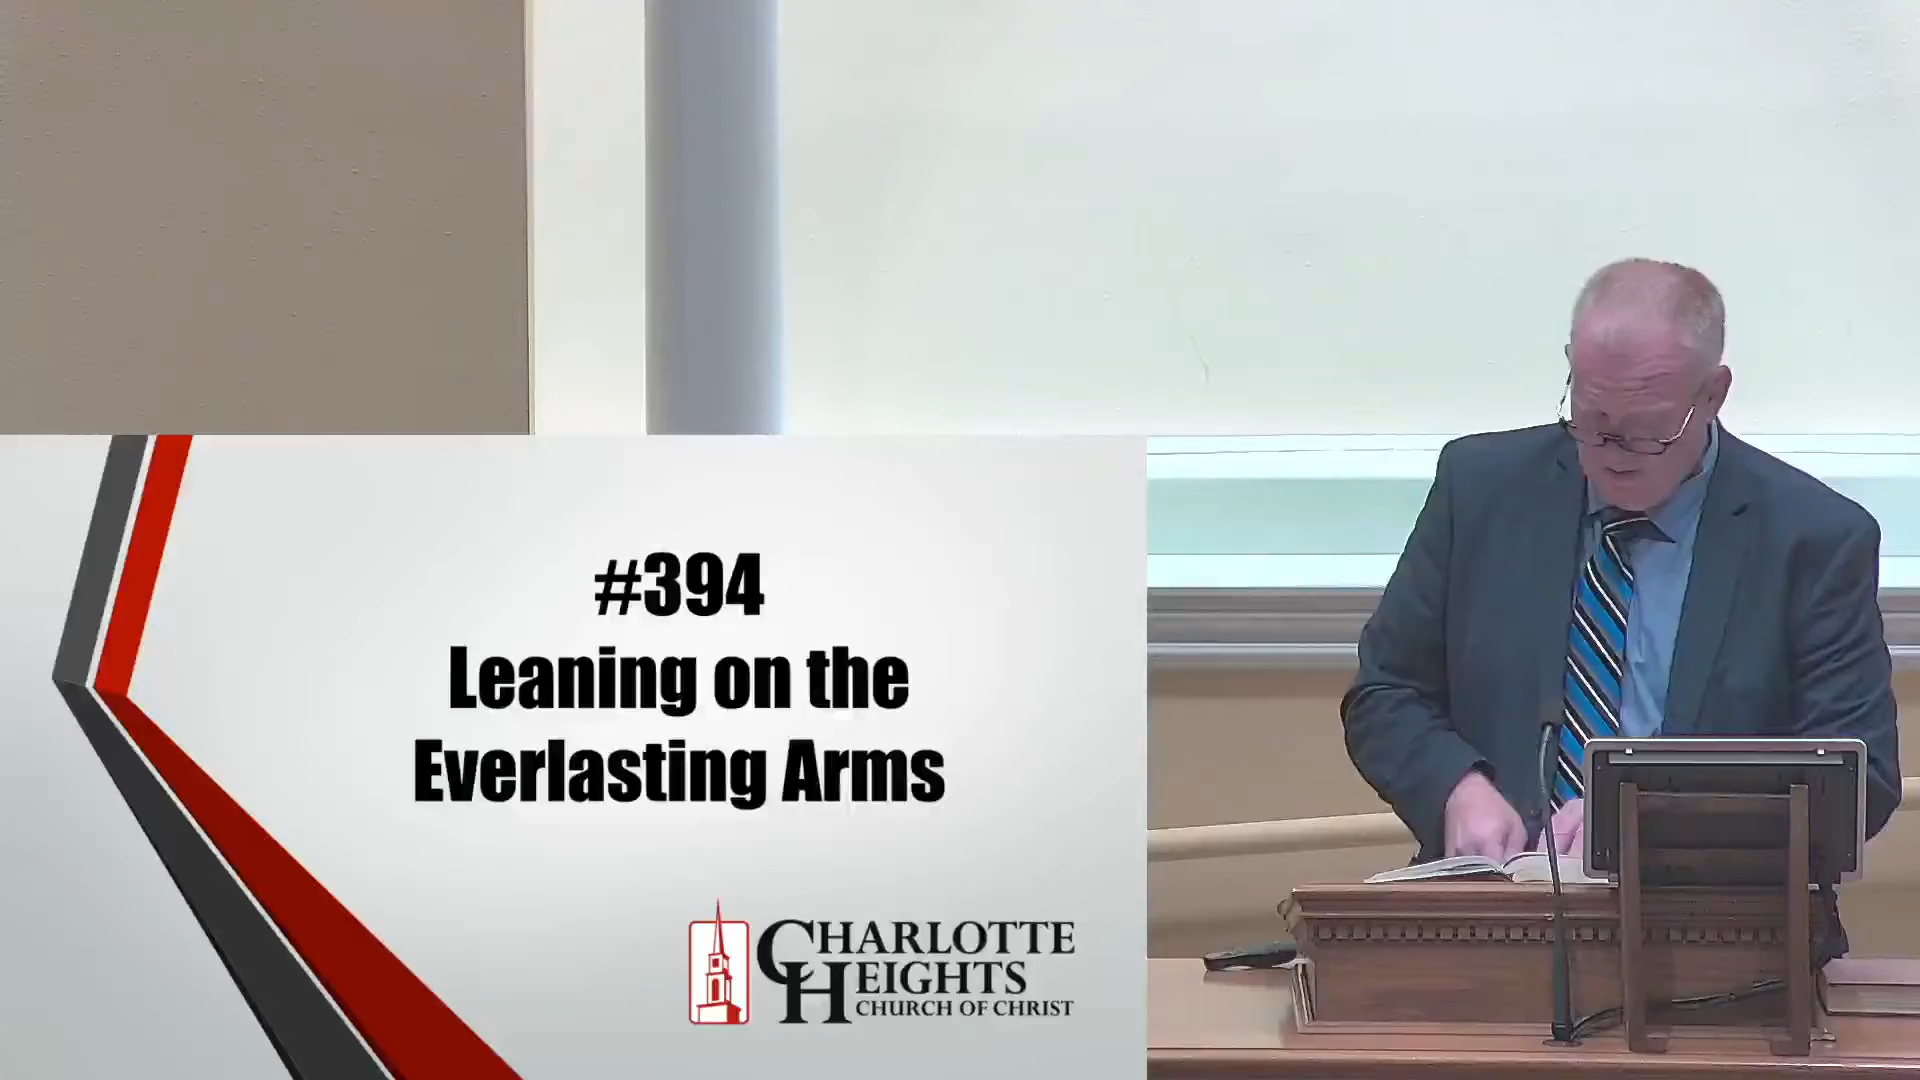 #394
Leaning on the
Everlasting Arms
CHARLOTTE
HEIGHTS
CHURCH OF CHRIST